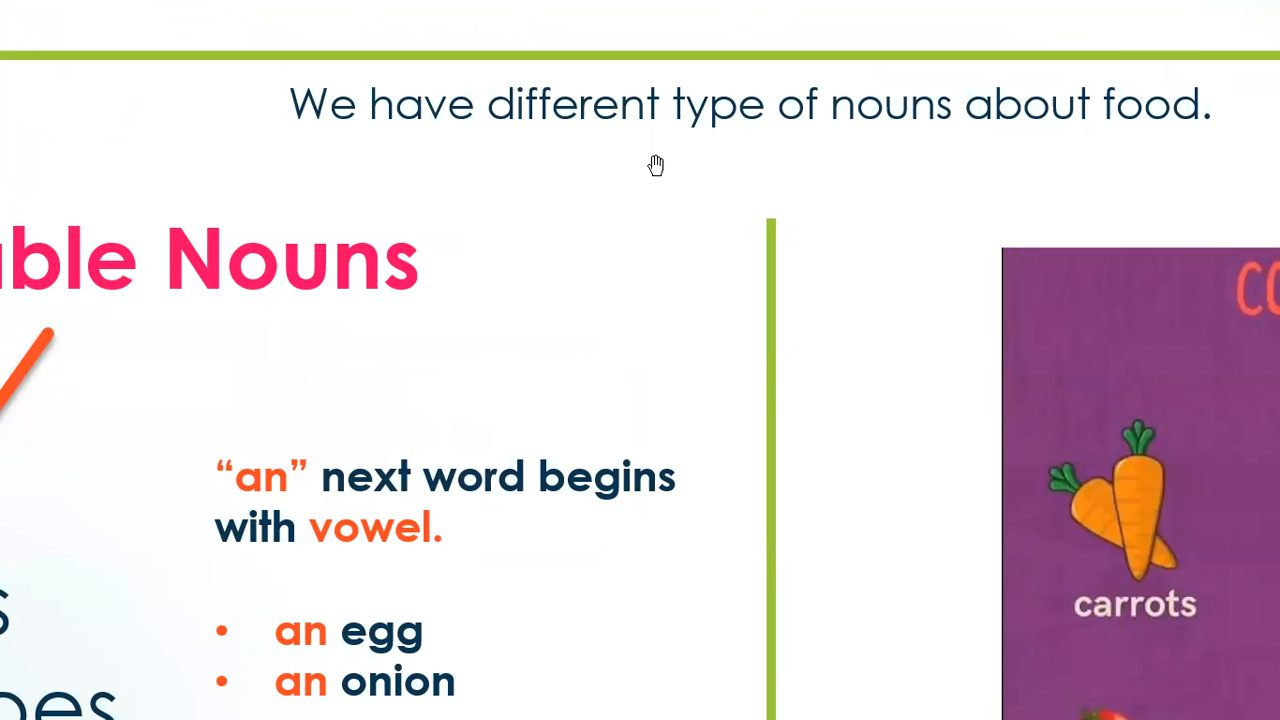 We have different type of nouns about food.
able Nouns
“an” next word begins
with vowel.
• an egg
• an onion
carrots